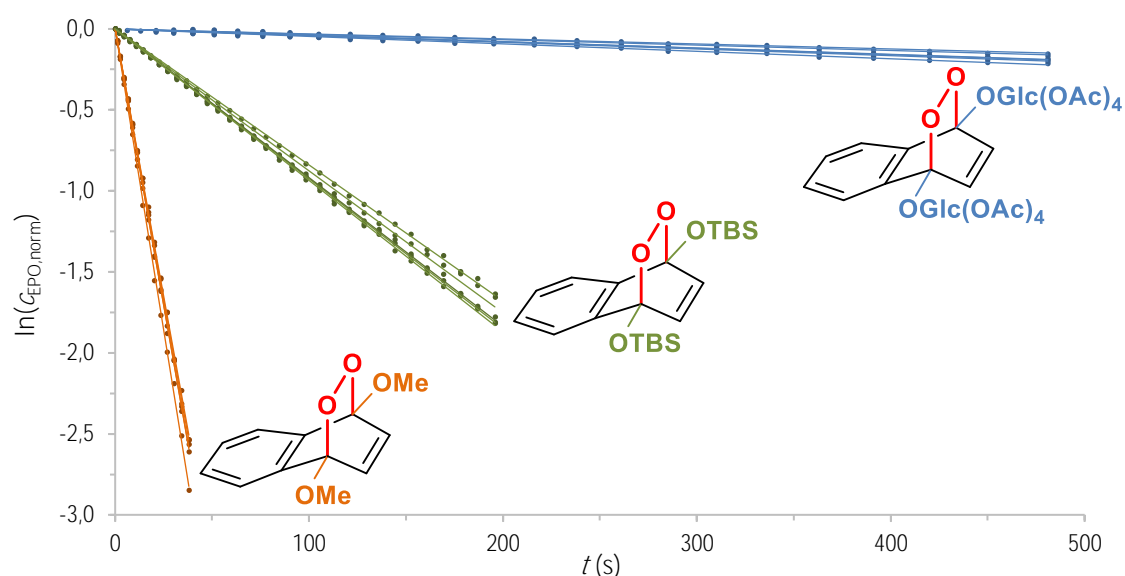 0,0
-0,5
-1,0
-1,5
-2,0
-2,5
-3,0
ln(cEPO,norm)
0
100
200
300
400
500
t (s)
O
O
OGlc(OAc)4
OGlc(OAc)4
O
O
OTBS
OTBS
O
O
OMe
OMe